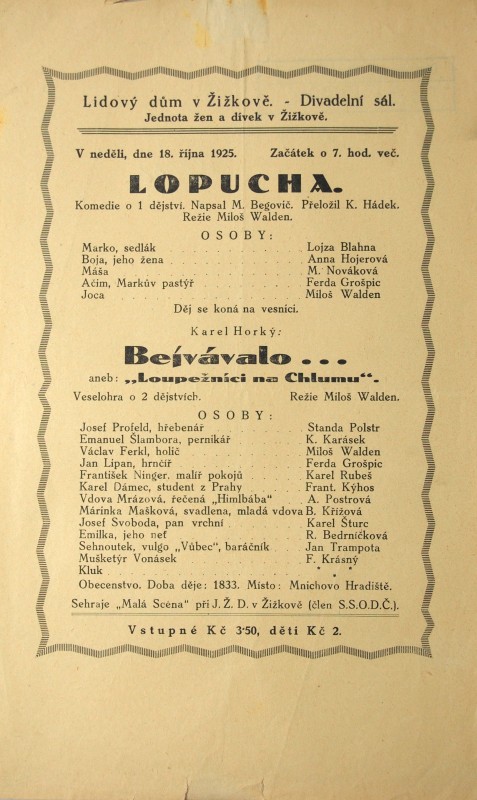 Lidový dům v Žižkově. - Divadelní sál.
Jednota žen a dívek v Žižkově.
V neděli, dne 18. října 1925. Začátek o 7. hod. več.
LOPUCHA.
Komedie o 1 dějství. Napsal M. Begovič. Přeložil K. Hádek.
Režie Miloš Walden.
OSOBY:
Marko, sedlák . . . . . . . . . . Lojza Blahna
Boja, jeho žena . . . . . . . . . . Anna Hojerová
Máša . . . . . . . . . . M. Nováková
Ačim, Markův pastýř . . . . . . . . . . Ferda Grošpic
Joca . . . . . . . . . . Miloš Walden
Děj se koná na vesnici.
Karel Horký:
Bejvávalo...
aneb: „Loupežníci na Chlumu“.
Veselohra o 2 dějstvích. Režie Miloš Walden.
OSOBY:
Josef Profeld, hřebenář . . . . . . . . . . Standa Polstr
Emanuel Šlambora, pernikář . . . . . . . . . . K. Karásek
Václav Ferkl, holič . . . . . . . . . . Miloš Walden
Jan Lipan, hrnčíř . . . . . . . . . . Ferda Grošpic
František Ninger, malíř pokojů . . . . . . . . . . Karel Rubeš
Karel Dámec, student z Prahy . . . . . . . . . . Frant. Kýhos
Vdova Mrázová, řečená „Himlbába“ . . . . A. Postrová
Márinka Mašková, svadlena, mladá vdova B. Křížová
Josef Svoboda, pan vrchní . . . . . . . . . . Karel Šturc
Emilka, jeho neť . . . . . . . . . . R. Bedrníčková
Sehnoutek, vulgo „Vůbec“, baráčník . . . . Jan Trampota
Mušketýr Vonásek . . . . . . . . . . F. Krásný
Kluk . . . . . . . . . . * * *
Obecenstvo. Doba děje: 1833. Místo: Mnichovo Hradiště.
Sehraje „Malá Scéna“ při J. Ž. D. v Žižkově (člen S. S. O. D. Č.).
Vstupné Kč 3·50, děti Kč 2.